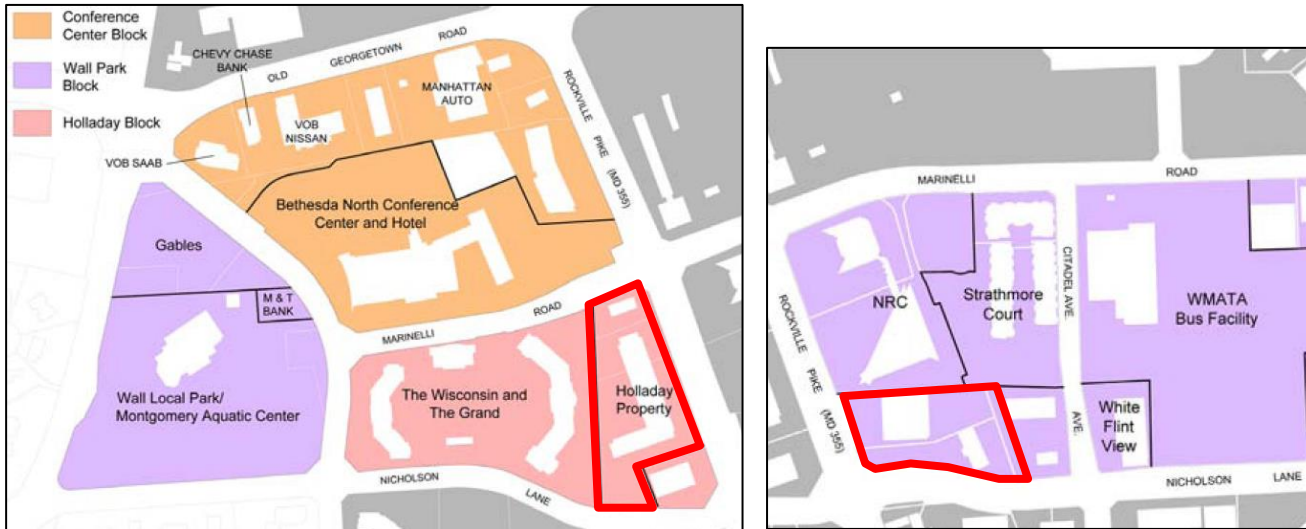 Conference
Center Block
Wall Park
Block
Holladay Block
CHEVY CHASE
BANK
OLD GEORGETOWN ROAD
MANHATTAN
AUTO
VOB
NISSAN
VOB SAAB
ROCKVILLE PIKE (MD 355)
Bethesda North Conference
Center and Hotel
Gables
M & T
BANK
MARINELLI ROAD
Wall Local Park/
Montgomery Aquatic Center
The Wisconsin and
The Grand
Holladay
Property
NICHOLSON LANE
MARINELLI ROAD
ROCKVILLE PIKE (MD 355)
NRC
Strathmore
Court
CITADEL AVE.
AVE.
WMATA
Bus Facility
White
Flint
View
NICHOLSON LANE